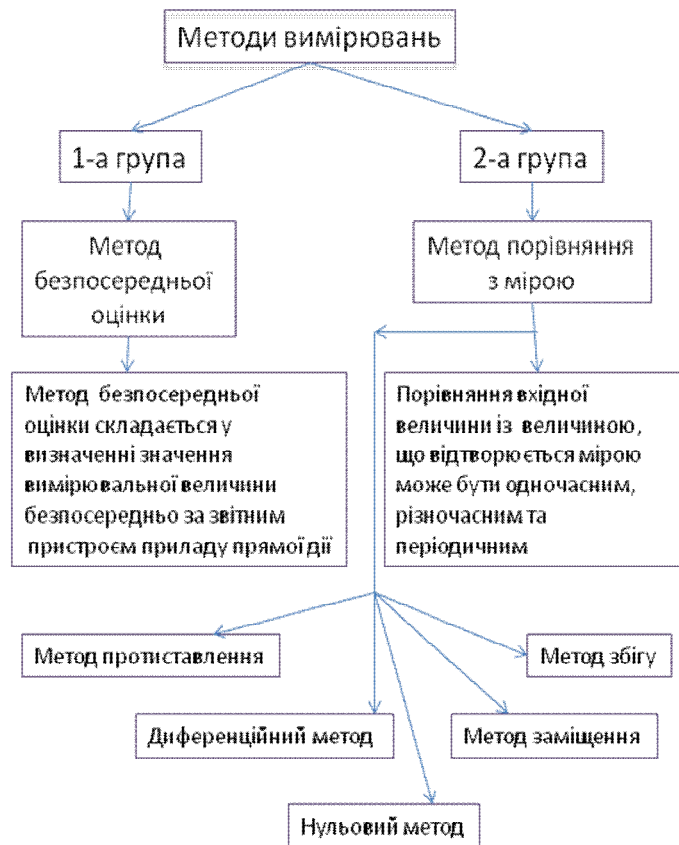 Методи вимірювань
1-а група
2-а група
Метод
безпосередньої
оцінки
Метод порівняння
з мірою
Метод безпосередньої
оцінки складається у
визначенні значення
вимірювальної величини
безпосередньо за звітним
пристроєм приладу прямої дії
Порівняння вхідної
величини із величиною,
що відтворюється мірою
може бути одночасним,
різночасним та
періодичним
Метод протиставлення
Метод збігу
Диференційний метод
Метод заміщення
Нульовий метод